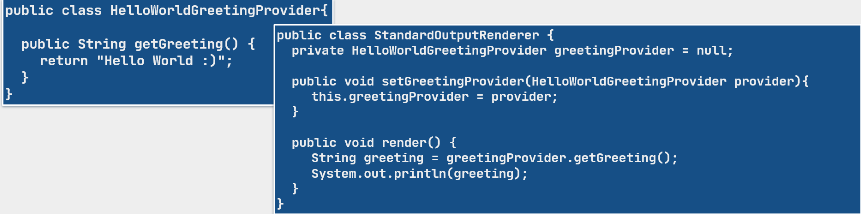 public class HelloWorldGreetingProvider{
public String getGreeting() {
return "Hello World :)";
}
}
public class StandardOutputRenderer {
private HelloWorldGreetingProvider greetingProvider = null;
public void setGreetingProvider(HelloWorldGreetingProvider provider){
this.greetingProvider = provider;
}
public void render() {
String greeting = greetingProvider.getGreeting();
System.out.println(greeting);
}
}